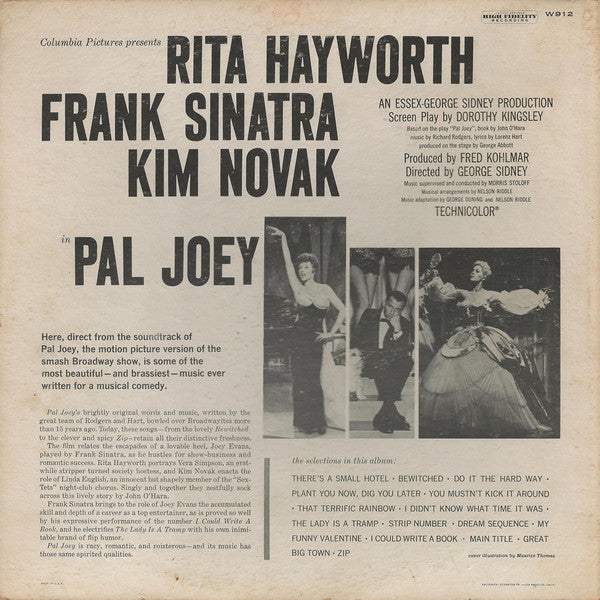 HIGH FIDELITY
RECORDING
W912
Columbia Pictures presents
RITA HAYWORTH
FRANK SINATRA
KIM NOVAK
in
PAL JOEY
AN ESSEX-GEORGE SIDNEY PRODUCTION
Screen Play by DOROTHY KINGSLEY
Based on the play "Pal Joey"; book by John O'Hara
music by Richard Rodgers, lyrics by Lorenz Hart
produced on the stage by George Abbott
Produced by FRED KOHLMAR
Directed by GEORGE SIDNEY
Music supervised and conducted by MORRIS STOLOFF
Musical arrangements by NELSON RIDDLE
Music adaptation by GEORGE DUNING and NELSON RIDDLE
TECHNICOLOR®
Here, direct from the soundtrack of
Pal Joey, the motion picture version of the
smash Broadway show, is some of the
most beautiful—and brassiest—music ever
written for a musical comedy.
Pal Joey's brightly original words and music, written by the
great team of Rodgers and Hart, bowled over Broadwayites more
than 15 years ago. Today, these songs—from the lovely Bewitched
to the clever and spicy Zip—retain all their distinctive freshness.
The film relates the escapades of a lovable heel, Joey Evans,
played by Frank Sinatra, as he hustles for show-business and
romantic success. Rita Hayworth portrays Vera Simpson, an erst-
while stripper turned society hostess, and Kim Novak enacts the
role of Linda English, an innocent but shapely member of the "Sex-
Tets" night-club chorus. Singly and together they zestfully sock
across this lively story by John O'Hara.
Frank Sinatra brings to the role of Joey Evans the accumulated
skill and depth of a career as a top entertainer, as is proved so well
by his expressive performance of the number I Could Write A
Book, and he electrifies The Lady Is A Tramp with his own inimi-
table brand of flip humor.
Pal Joey is racy, romantic, and roisterous—and its music has
those same spirited qualities.
the selections in this album:
THERE'S A SMALL HOTEL · BEWITCHED · DO IT THE HARD WAY ·
PLANT YOU NOW, DIG YOU LATER · YOU MUSTN'T KICK IT AROUND
· THAT TERRIFIC RAINBOW · I DIDN'T KNOW WHAT TIME IT WAS ·
THE LADY IS A TRAMP · STRIP NUMBER · DREAM SEQUENCE · MY
FUNNY VALENTINE · I COULD WRITE A BOOK · MAIN TITLE · GREAT
BIG TOWN · ZIP
cover illustration by Maurice Thomas